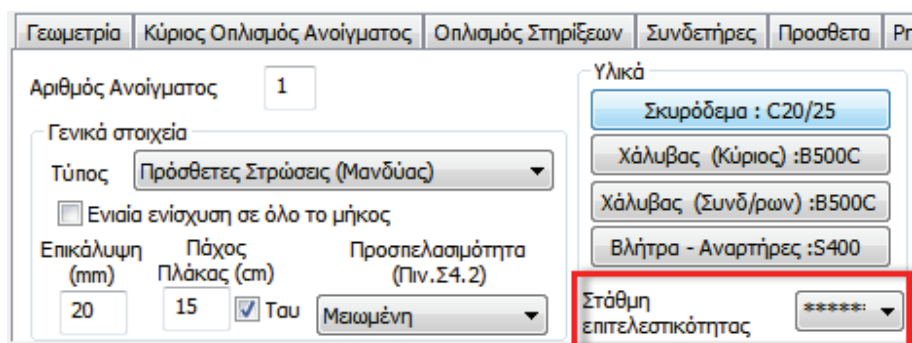 Γεωμετρία Κύριος Οπλισμός Ανοίγματος Οπλισμός Στηρίξεων Συνδετήρες Προσθετα
Αριθμός Ανοίγματος 1
Υλικά
Σκυρόδεμα : C20/25
Γενικά στοιχεία
Χάλυβας (Κύριος) :B500C
Τύπος Πρόσθετες Στρώσεις (Μανδύας)
Χάλυβας (Συνδ/ρων) :B500C
Ενιαία ενίσχυση σε όλο το μήκος
Βλήτρα - Αναρτήρες :S400
Επικάλυψη Πάχος Προσπελασιμότητα
(mm) Πλάκας (cm) (Πιν.Σ4.2)
20 15 Ταυ Μειωμένη
Στάθμη
επιτελεστικότητας *****: